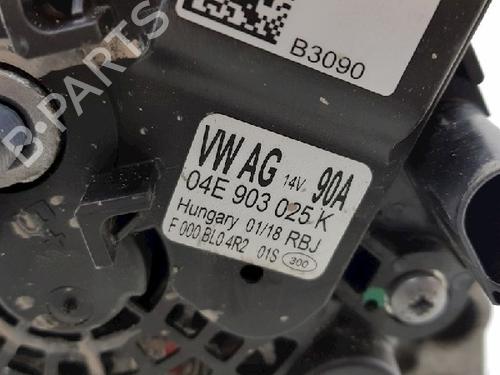 B3090
B-PARTS
VW AG 14V 90A
04E 903 025 K
Hungary 01/18 RBJ
F 000 BL0 4R2 01S 300